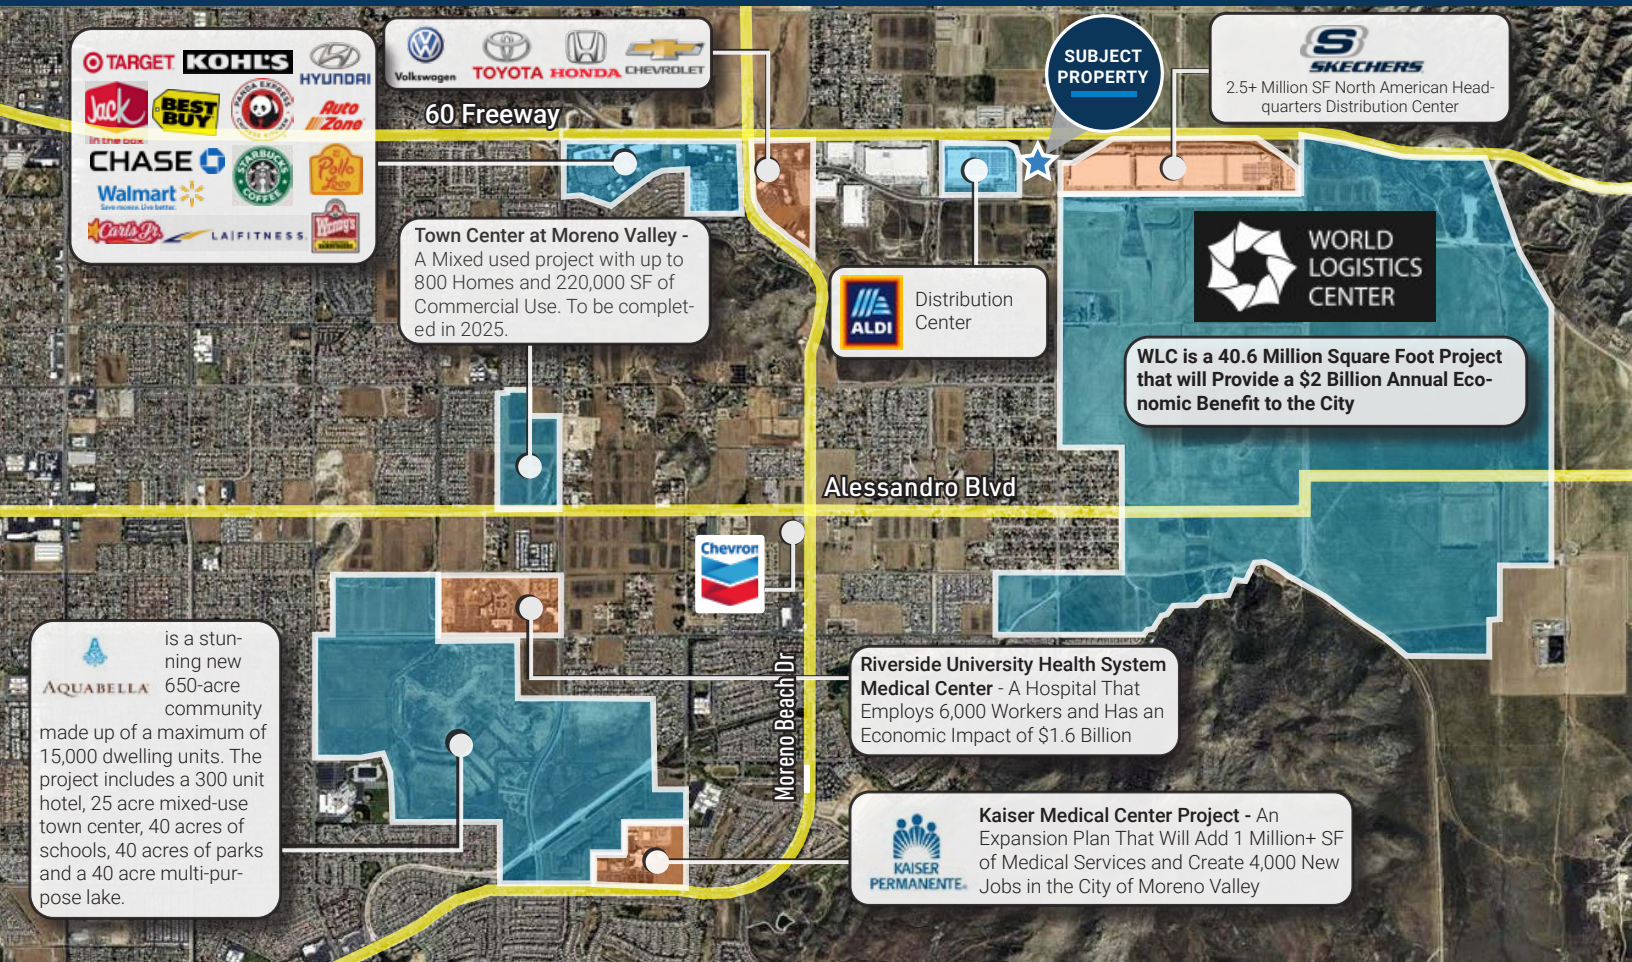 TARGET KOHL'S HYUNDAI
Jack in the box BEST BUY PANDA EXPRESS CHINESE KITCHEN Auto Zone
CHASE STARBUCKS COFFEE El Pollo Loco
Walmart
Save money. Live better.
Carl's Jr. LA|FITNESS. Wendy's
Volkswagen TOYOTA HONDA CHEVROLET
60 Freeway
SUBJECT
PROPERTY
S
SKECHERS
2.5+ Million SF North American Head-
quarters Distribution Center
Town Center at Moreno Valley -
A Mixed used project with up to
800 Homes and 220,000 SF of
Commercial Use. To be complet-
ed in 2025.
ALDI
Distribution
Center
WORLD
LOGISTICS
CENTER
WLC is a 40.6 Million Square Foot Project
that will Provide a $2 Billion Annual Eco-
nomic Benefit to the City
Alessandro Blvd
Chevron
Moreno Beach Dr
AQUABELLA
is a stun-
ning new
650-acre
community
made up of a maximum of
15,000 dwelling units. The
project includes a 300 unit
hotel, 25 acre mixed-use
town center, 40 acres of
schools, 40 acres of parks
and a 40 acre multi-pur-
pose lake.
Riverside University Health System
Medical Center - A Hospital That
Employs 6,000 Workers and Has an
Economic Impact of $1.6 Billion
KAISER
PERMANENTE.
Kaiser Medical Center Project - An
Expansion Plan That Will Add 1 Million+ SF
of Medical Services and Create 4,000 New
Jobs in the City of Moreno Valley